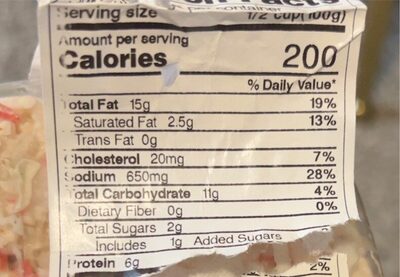 Serving size 1/2 cup(100g)
Amount per serving
Calories 200
% Daily Value*
Total Fat 15g 19%
Saturated Fat 2.5g 13%
Trans Fat 0g
Cholesterol 20mg 7%
Sodium 650mg 28%
Total Carbohydrate 11g 4%
Dietary Fiber 0g 0%
Total Sugars 2g
Includes 1g Added Sugars
Protein 6g
2%